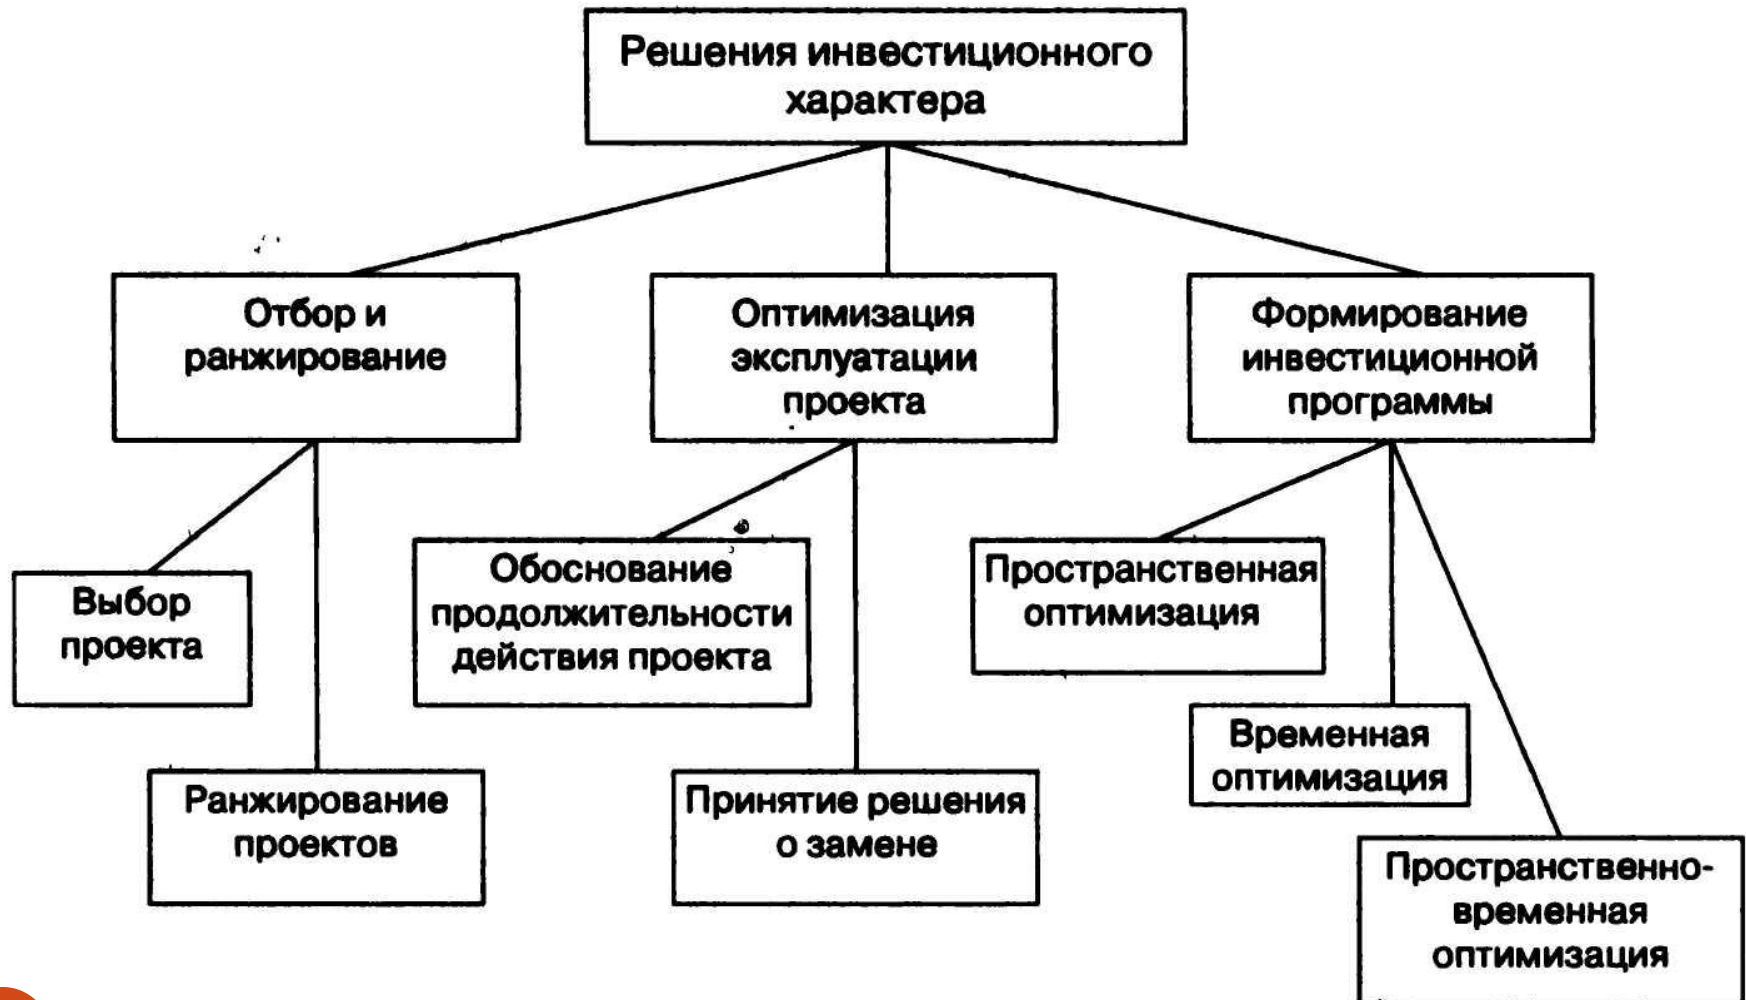 Решения инвестиционного
характера
Отбор и
ранжирование
Оптимизация
эксплуатации
проекта
Формирование
инвестиционной
программы
Выбор
проекта
Обоснование
продолжительности
действия проекта
Пространственная
оптимизация
Временная
оптимизация
Ранжирование
проектов
Принятие решения
о замене
Пространственно-
временная
оптимизация